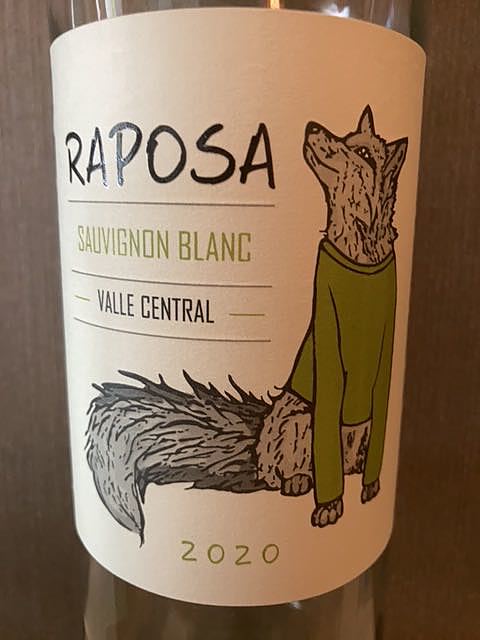 RAPOSA
SAUVIGNON BLANC
VALLE CENTRAL
2020